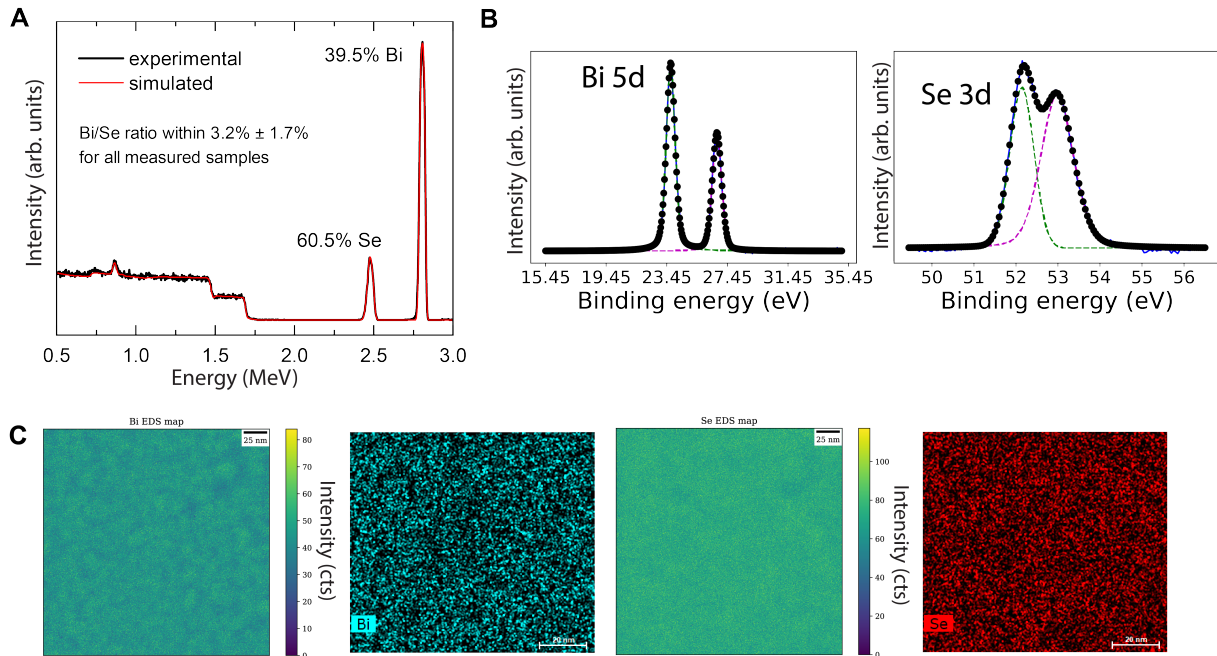 A
experimental
simulated
39.5% Bi
Bi/Se ratio within 3.2% ± 1.7%
for all measured samples
60.5% Se
Intensity (arb. units)
0.5 1.0 1.5 2.0 2.5 3.0
Energy (MeV)
B
Bi 5d
Intensity (arb. units)
15.45 19.45 23.45 27.45 31.45 35.45
Binding energy (eV)
Se 3d
Intensity (arb. units)
50 51 52 53 54 55 56
Binding energy (eV)
C
Bi EDS map
25 nm
80
70
60
50
40
30
20
10
0
Intensity (cts)
Bi
20 nm
Se EDS map
25 nm
100
80
60
40
20
0
Intensity (cts)
Se
20 nm